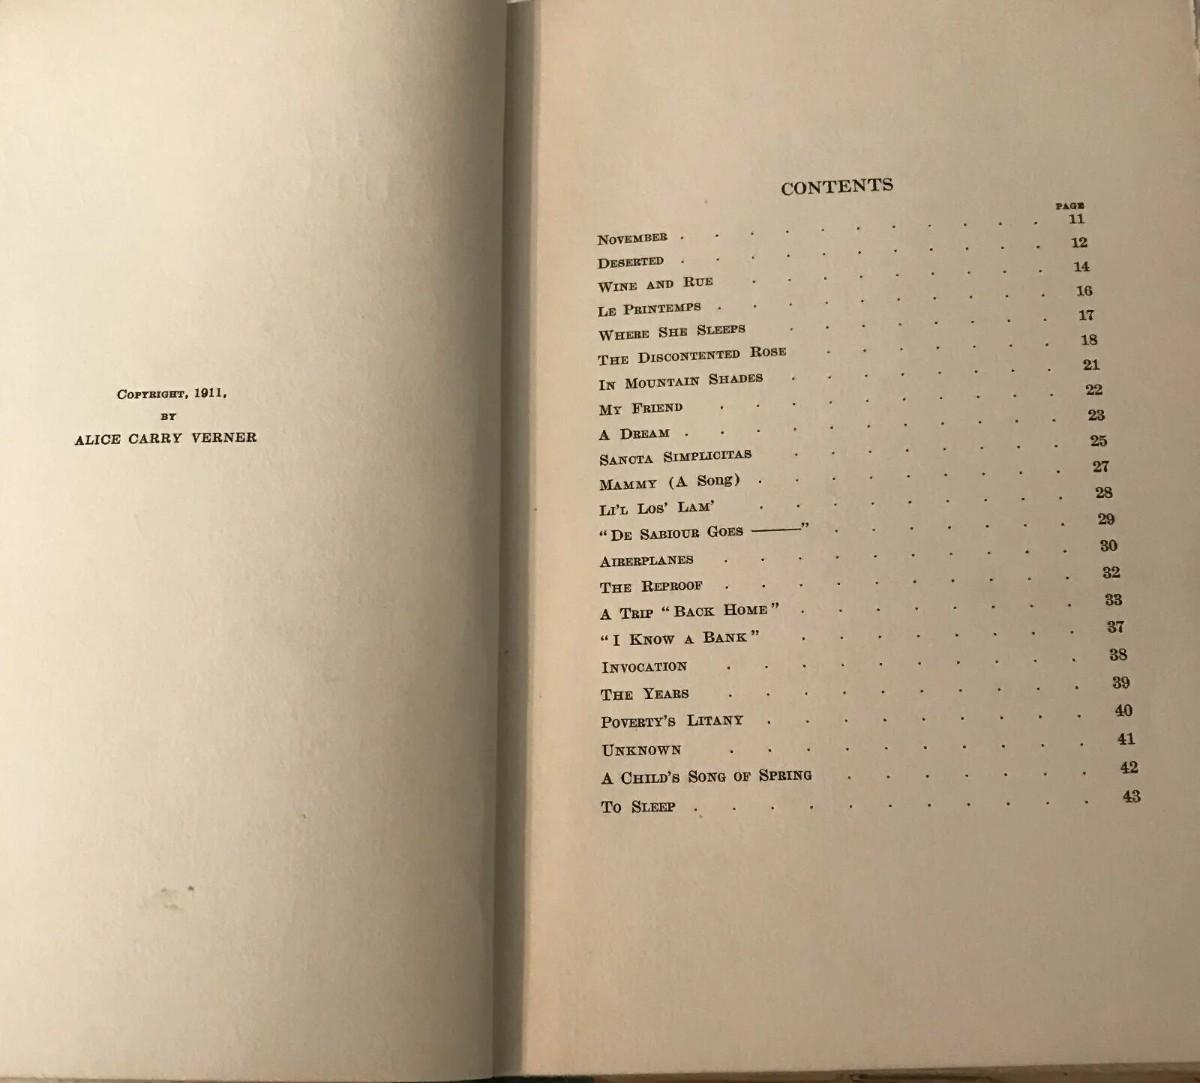 COPYRIGHT, 1911,
BY
ALICE CARRY VERNER
CONTENTS
PAGE
NOVEMBER . . . . . . . . . . . 11
DESERTED . . . . . . . . . . . 12
WINE AND RUE . . . . . . . . . 14
LE PRINTEMPS . . . . . . . . . . 16
WHERE SHE SLEEPS . . . . . . . . 17
THE DISCONTENTED ROSE . . . . . . . 18
IN MOUNTAIN SHADES . . . . . . . . 21
MY FRIEND . . . . . . . . . . 22
A DREAM . . . . . . . . . . . 23
SANCTA SIMPLICITAS . . . . . . . . 25
MAMMY (A Song) . . . . . . . . . 27
LI'L LOS' LAM' . . . . . . . . . 28
"DE SABIOUR GOES ———" . . . . . . . 29
AIRERPLANES . . . . . . . . . . 30
THE REPROOF . . . . . . . . . . 32
A TRIP "BACK HOME" . . . . . . . . 33
"I KNOW A BANK" . . . . . . . . 37
INVOCATION . . . . . . . . . . 38
THE YEARS . . . . . . . . . . 39
POVERTY'S LITANY . . . . . . . . . 40
UNKNOWN . . . . . . . . . . 41
A CHILD'S SONG OF SPRING . . . . . . . 42
TO SLEEP . . . . . . . . . . . 43